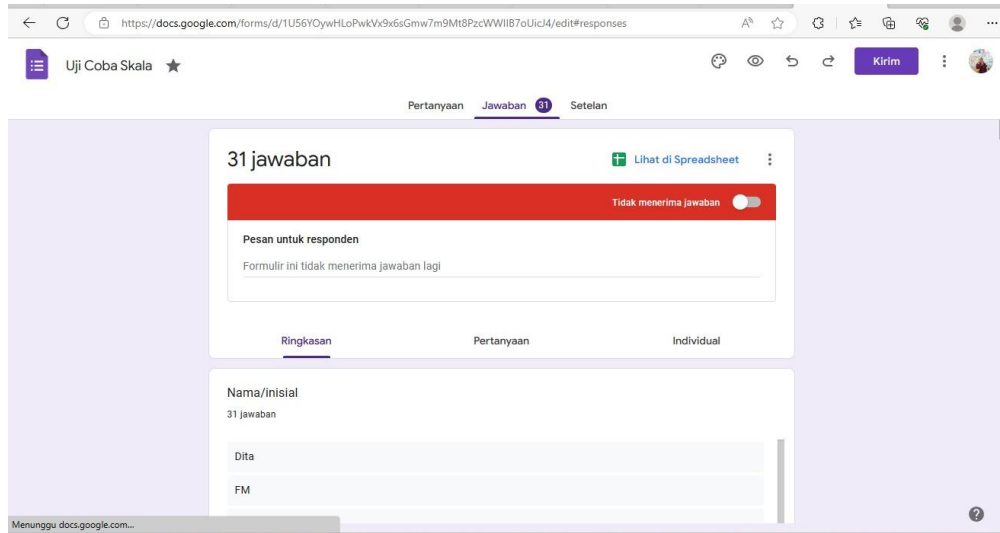 https://docs.google.com/forms/d/1U56YOywHLoPwkVx9x6sGmw7m9Mt8PzcWWIIB7oUicJ4/edit#responses
Uji Coba Skala
Kirim
Pertanyaan Jawaban 31 Setelan
31 jawaban
Lihat di Spreadsheet
Tidak menerima jawaban
Pesan untuk responden
Formulir ini tidak menerima jawaban lagi
Ringkasan Pertanyaan Individual
Nama/inisial
31 jawaban
Dita
FM
Menunggu docs.google.com...